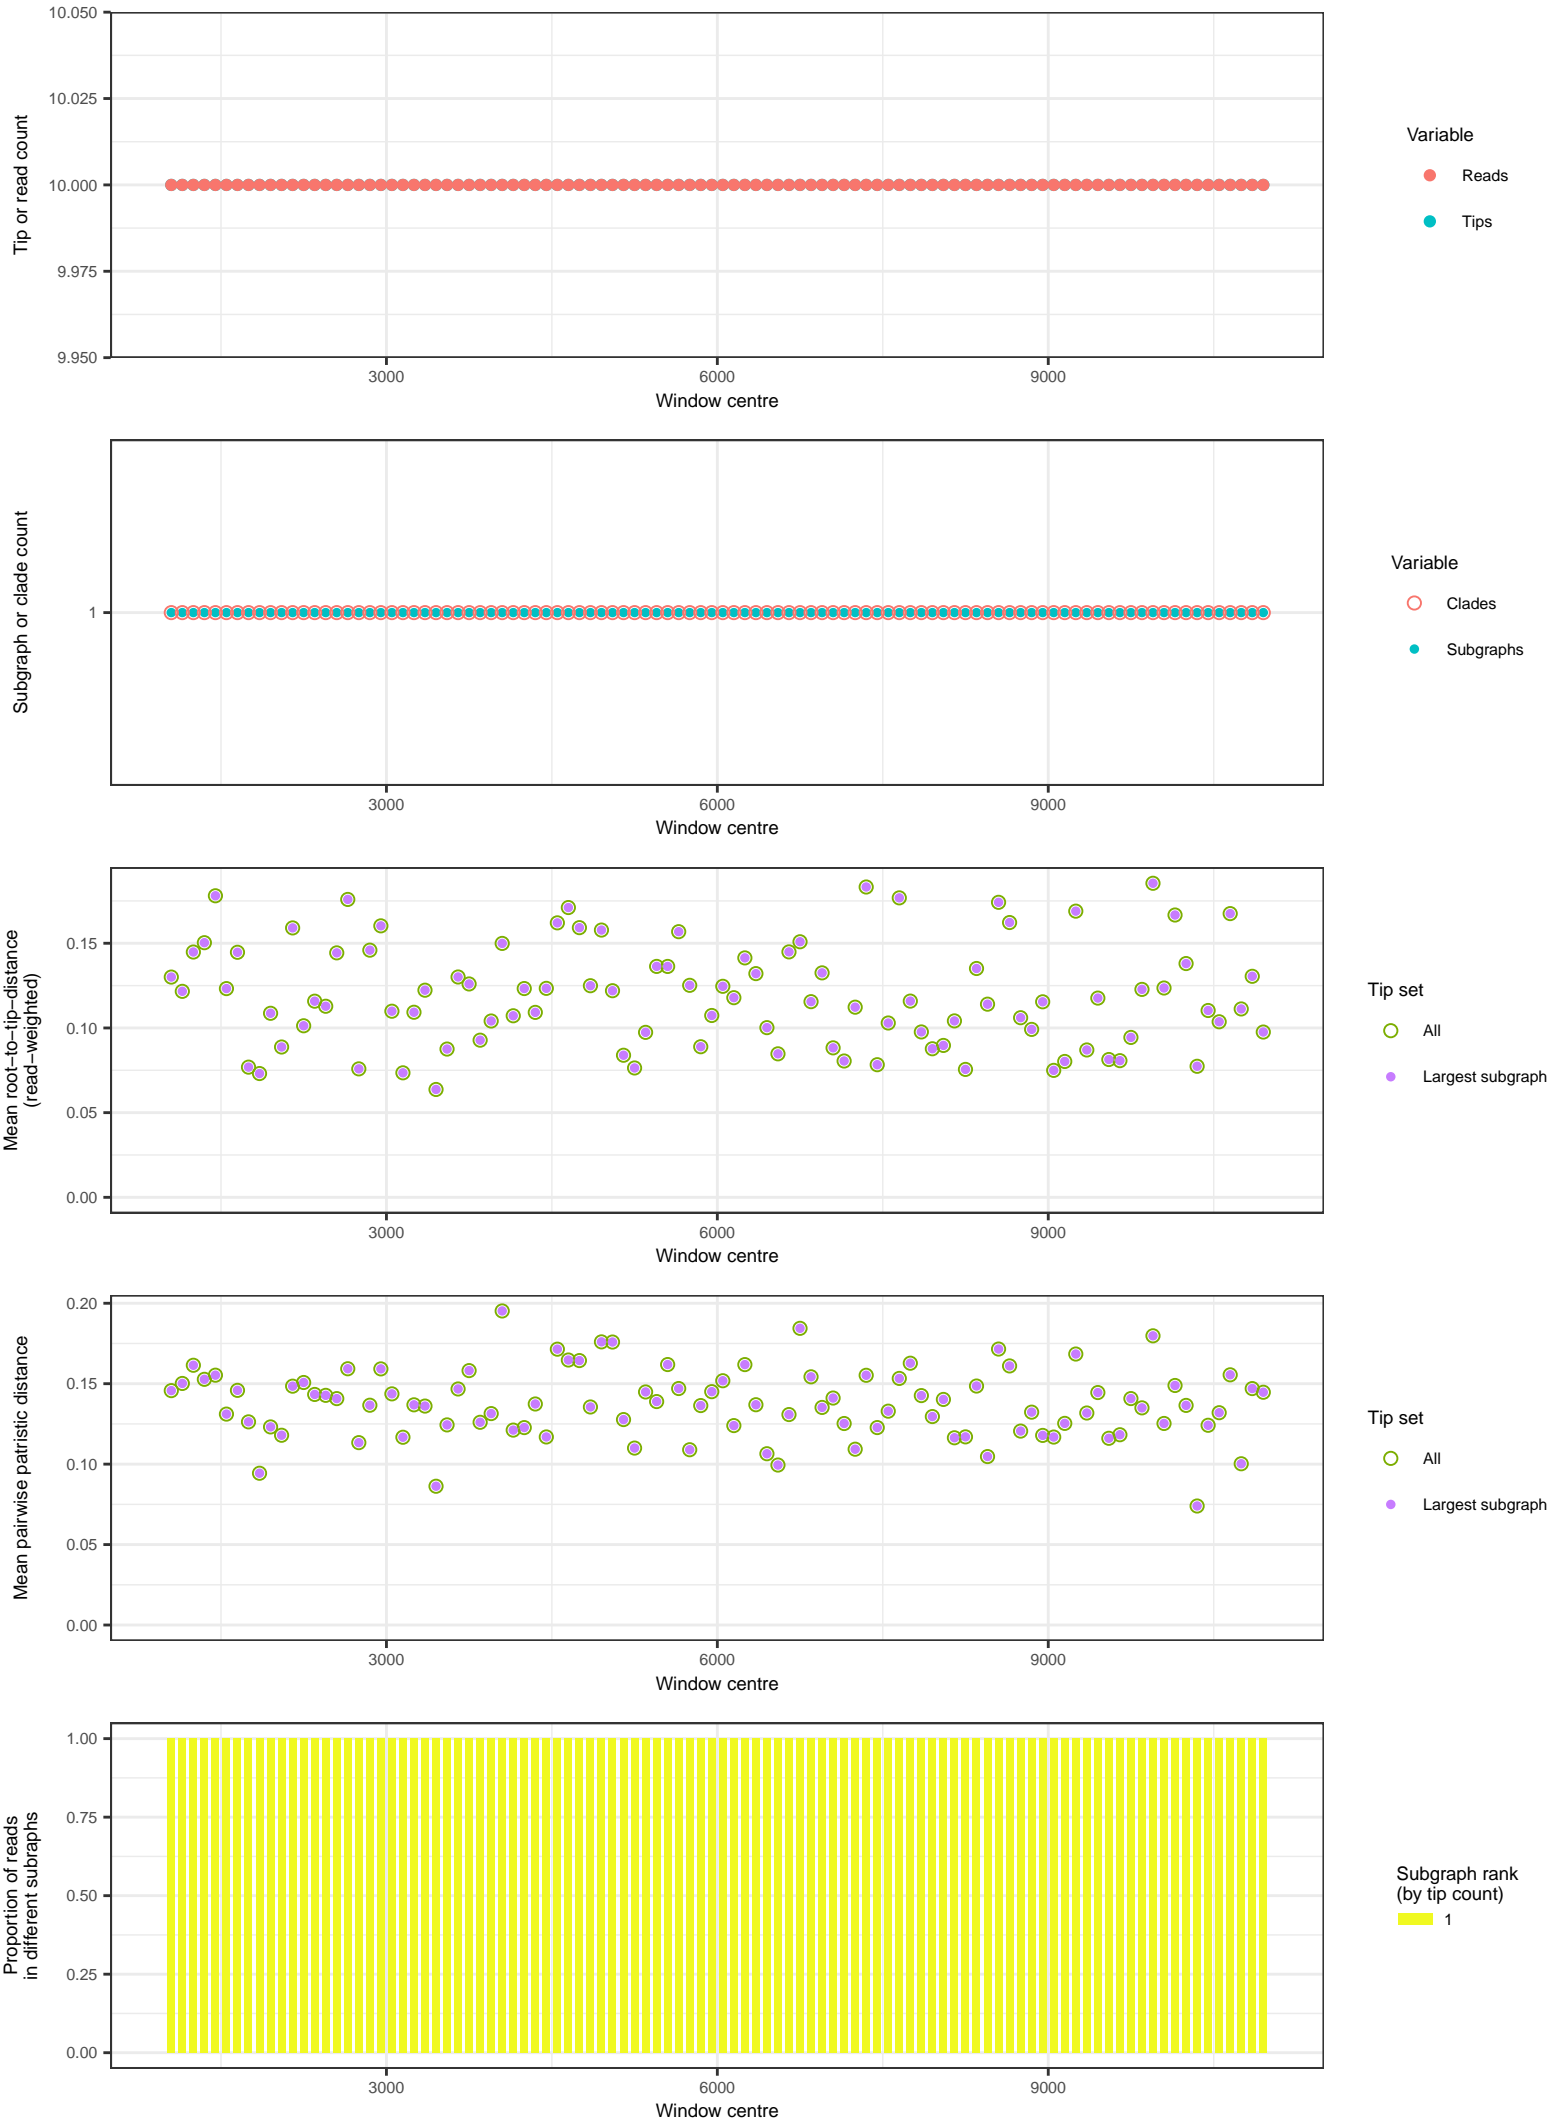 10.050
10.025
10.000
9.975
9.950
Tip or read count
3000
6000
9000
Window centre
Variable
Reads
Tips
Subgraph or clade count
1
3000
6000
9000
Window centre
Variable
Clades
Subgraphs
Mean root−to−tip−distance
(read−weighted)
0.15
0.10
0.05
0.00
3000
6000
9000
Window centre
Tip set
All
Largest subgraph
Mean pairwise patristic distance
0.20
0.15
0.10
0.05
0.00
3000
6000
9000
Window centre
Tip set
All
Largest subgraph
Proportion of reads
in different subraphs
1.00
0.75
0.50
0.25
0.00
3000
6000
9000
Window centre
Subgraph rank
(by tip count)
1